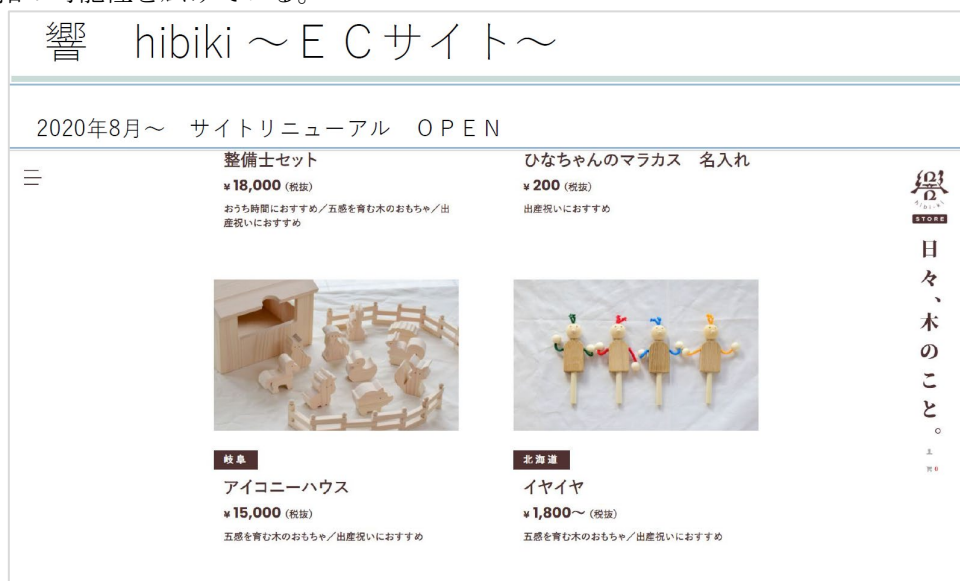 響　hibiki～ＥＣサイト～
2020年8月～　サイトリニューアル　ＯＰＥＮ
整備士セット
¥18,000（税抜）
おうち時間におすすめ／五感を育む木のおもちゃ／出
産祝いにおすすめ
ひなちゃんのマラカス　名入れ
¥200（税抜）
出産祝いにおすすめ
岐阜
アイコニーハウス
¥15,000（税抜）
五感を育む木のおもちゃ／出産祝いにおすすめ
北海道
イヤイヤ
¥1,800～（税抜）
五感を育む木のおもちゃ／出産祝いにおすすめ
hibi-ki
STORE
日々、木のこと。